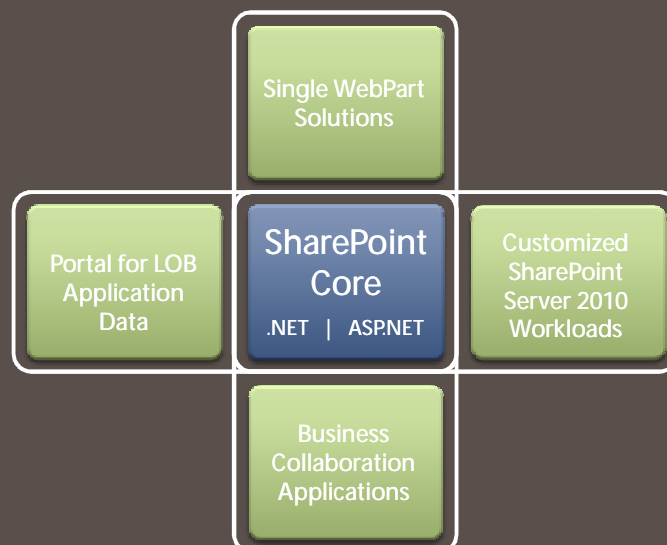 Single WebPart
Solutions
Portal for LOB
Application
Data
SharePoint
Core
.NET | ASP.NET
Customized
SharePoint
Server 2010
Workloads
Business
Collaboration
Applications